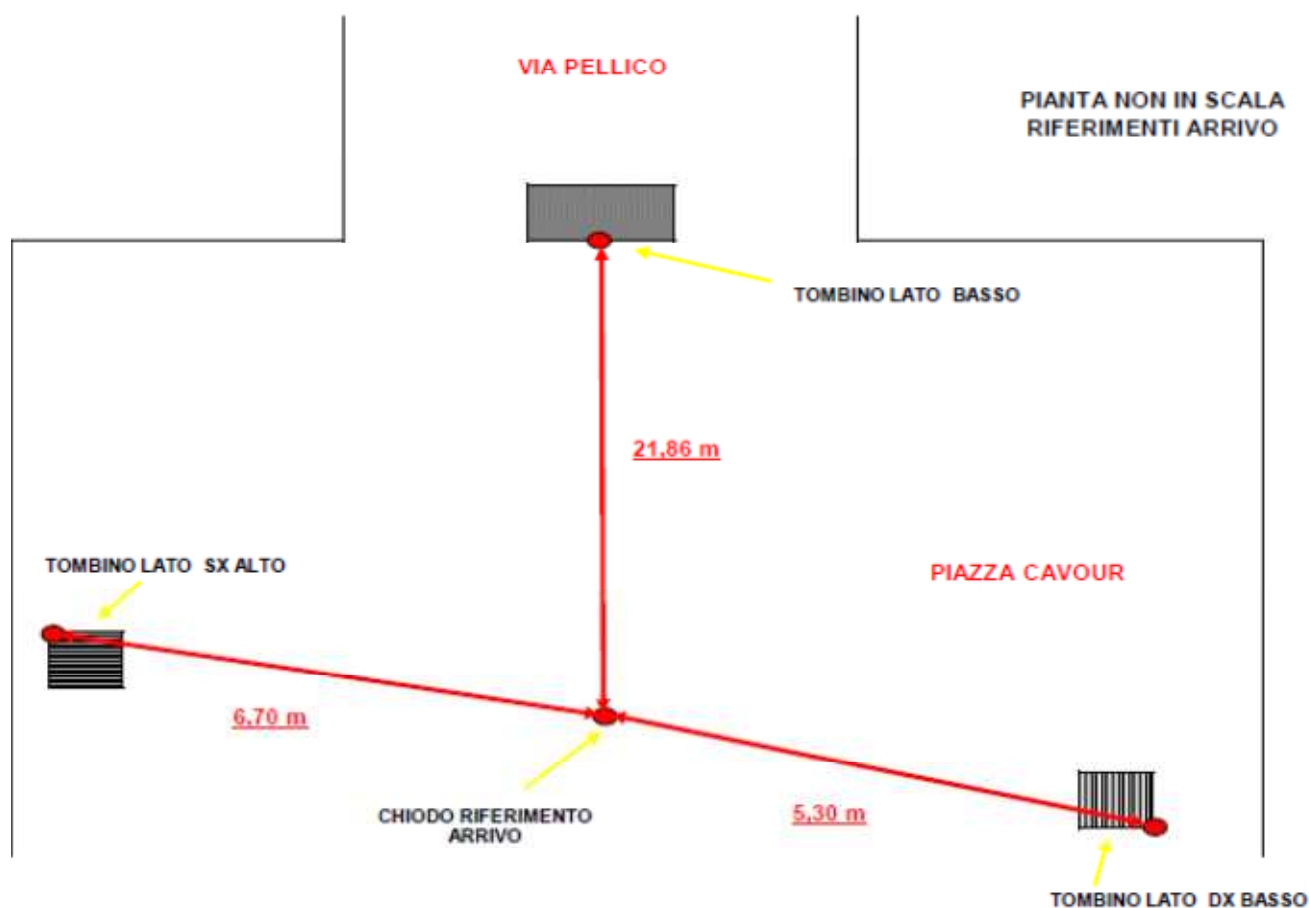 VIA PELLICO
PIANTA NON IN SCALA
RIFERIMENTI ARRIVO
TOMBINO LATO BASSO
21,86 m
TOMBINO LATO SX ALTO
PIAZZA CAVOUR
6,70 m
CHIODO RIFERIMENTO
ARRIVO
5,30 m
TOMBINO LATO DX BASSO